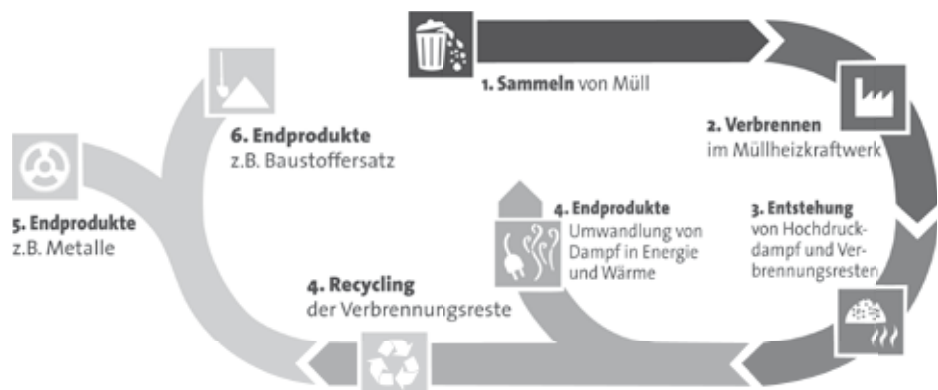 1. Sammeln von Müll
2. Verbrennen
im Müllheizkraftwerk
3. Entstehung
von Hochdruck-
dampf und Ver-
brennungsresten
4. Endprodukte
Umwandlung von
Dampf in Energie
und Wärme
4. Recycling
der Verbrennungsreste
5. Endprodukte
z.B. Metalle
6. Endprodukte
z.B. Baustoffersatz